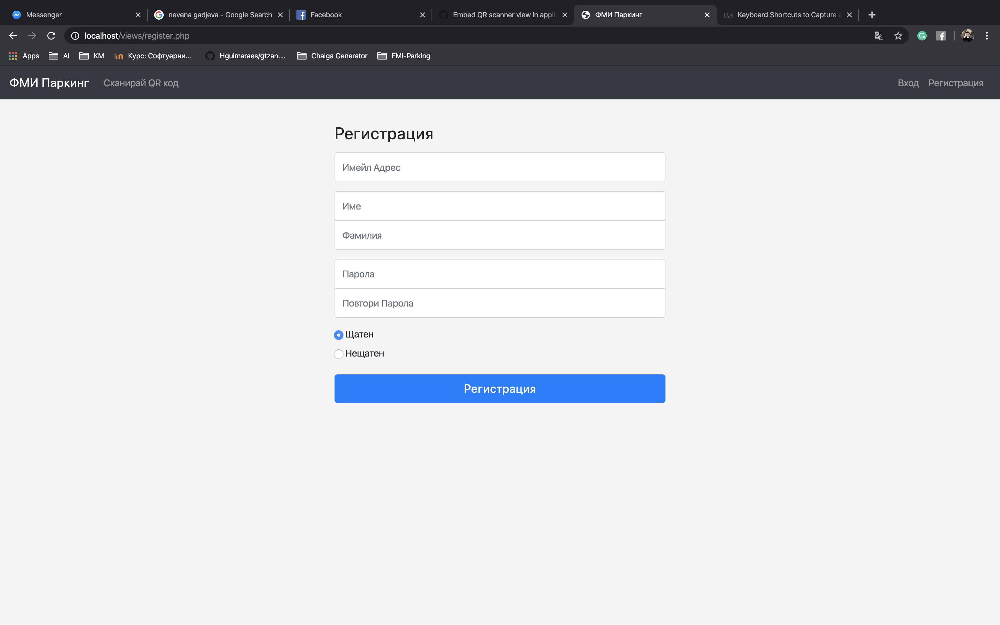 Messenger
nevena gadjeva - Google Search
Facebook
Embed QR scanner view in applic
ФМИ Паркинг
IAS Keyboard Shortcuts to Capture a
localhost/views/register.php
Apps
AI
KM
Курс: Софтуерни...
Hguimaraes/gtzan....
Chalga Generator
FMI-Parking
ФМИ Паркинг
Сканирай QR код
Вход
Регистрация
Регистрация
Имейл Адрес
Име
Фамилия
Парола
Повтори Парола
Щатен
Нещатен
Регистрация